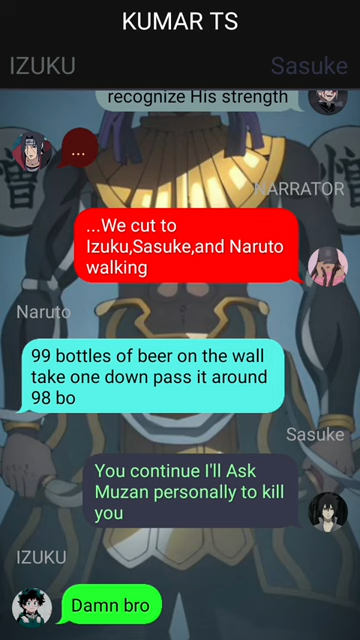 KUMAR TS
IZUKU Sasuke
recognize His strength
...
NARRATOR
...We cut to
Izuku,Sasuke,and Naruto
walking
Naruto
99 bottles of beer on the wall
take one down pass it around
98 bo
Sasuke
You continue I'll Ask
Muzan personally to kill
you
IZUKU
Damn bro
憎
憎